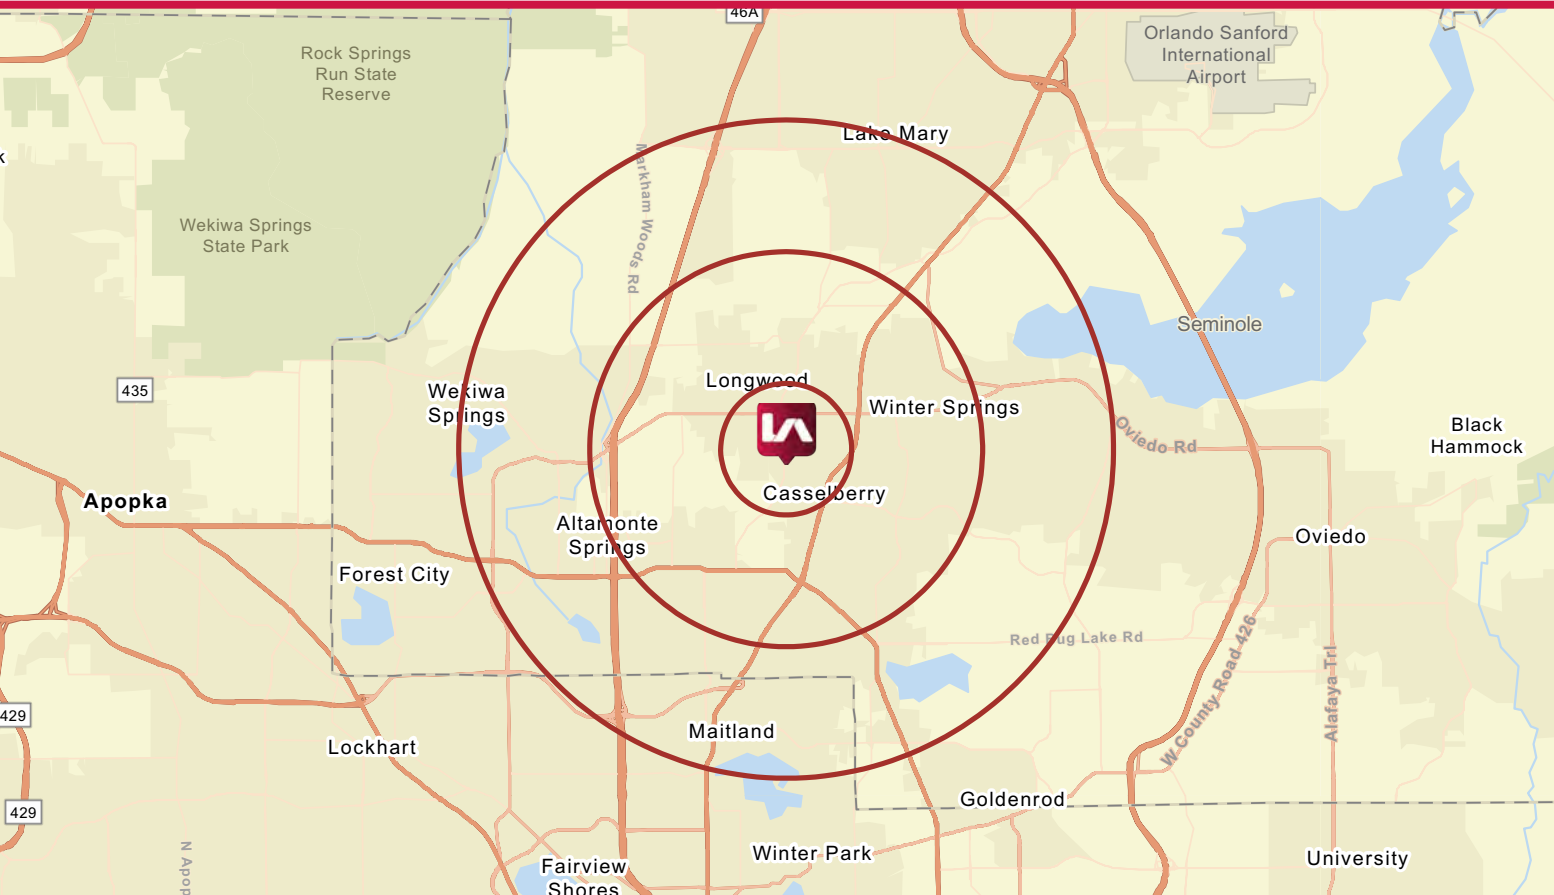 46A
Orlando Sanford
International
Airport
Rock Springs
Run State
Reserve
Lake Mary
k
Markham Woods Rd
Wekiwa Springs
State Park
Seminole
435
Longwood
Wekiwa
Springs
Winter Springs
Oviedo Rd
Black
Hammock
LA
Casselberry
Apopka
Altamonte
Springs
Oviedo
Forest City
Red Bug Lake Rd
W County Road 426
Alafaya Trl
429
Maitland
Lockhart
Goldenrod
429
N Apop
Winter Park
Fairview
Shores
University